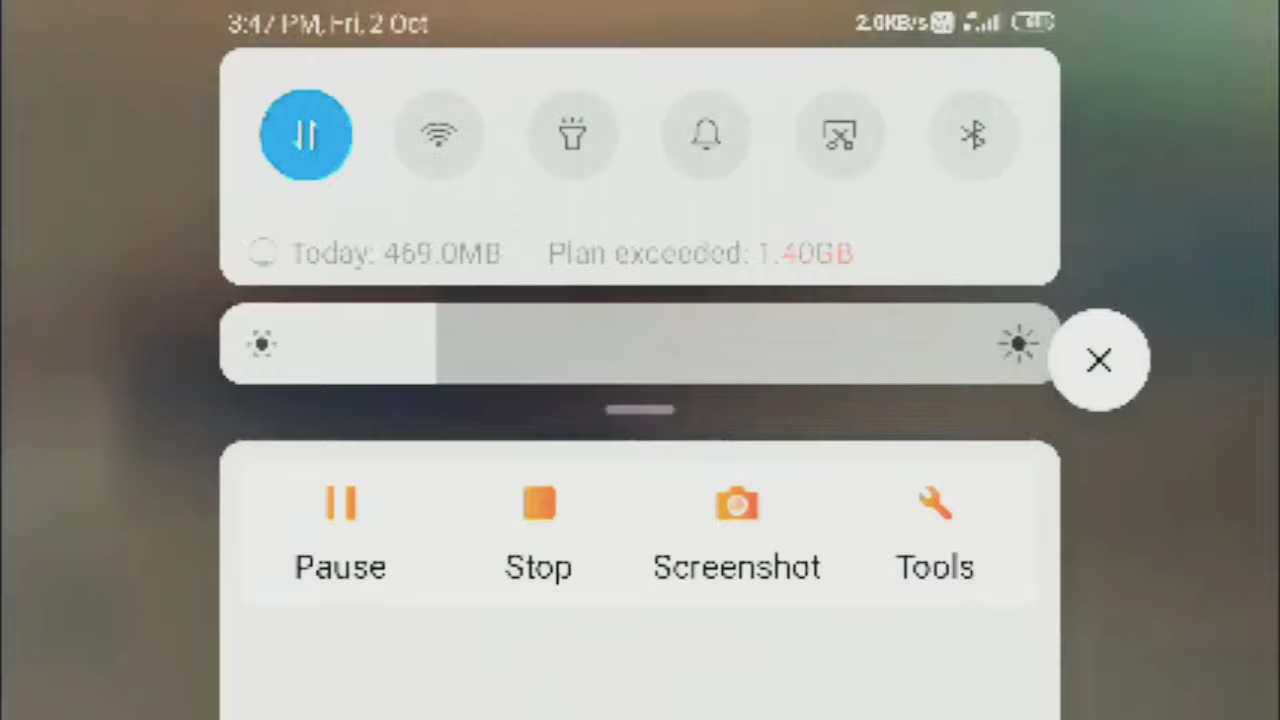 3:47 PM, Fri, 2 Oct
2.0KB/s
Today: 469.0MB Plan exceeded: 1.40GB
Pause Stop Screenshot Tools